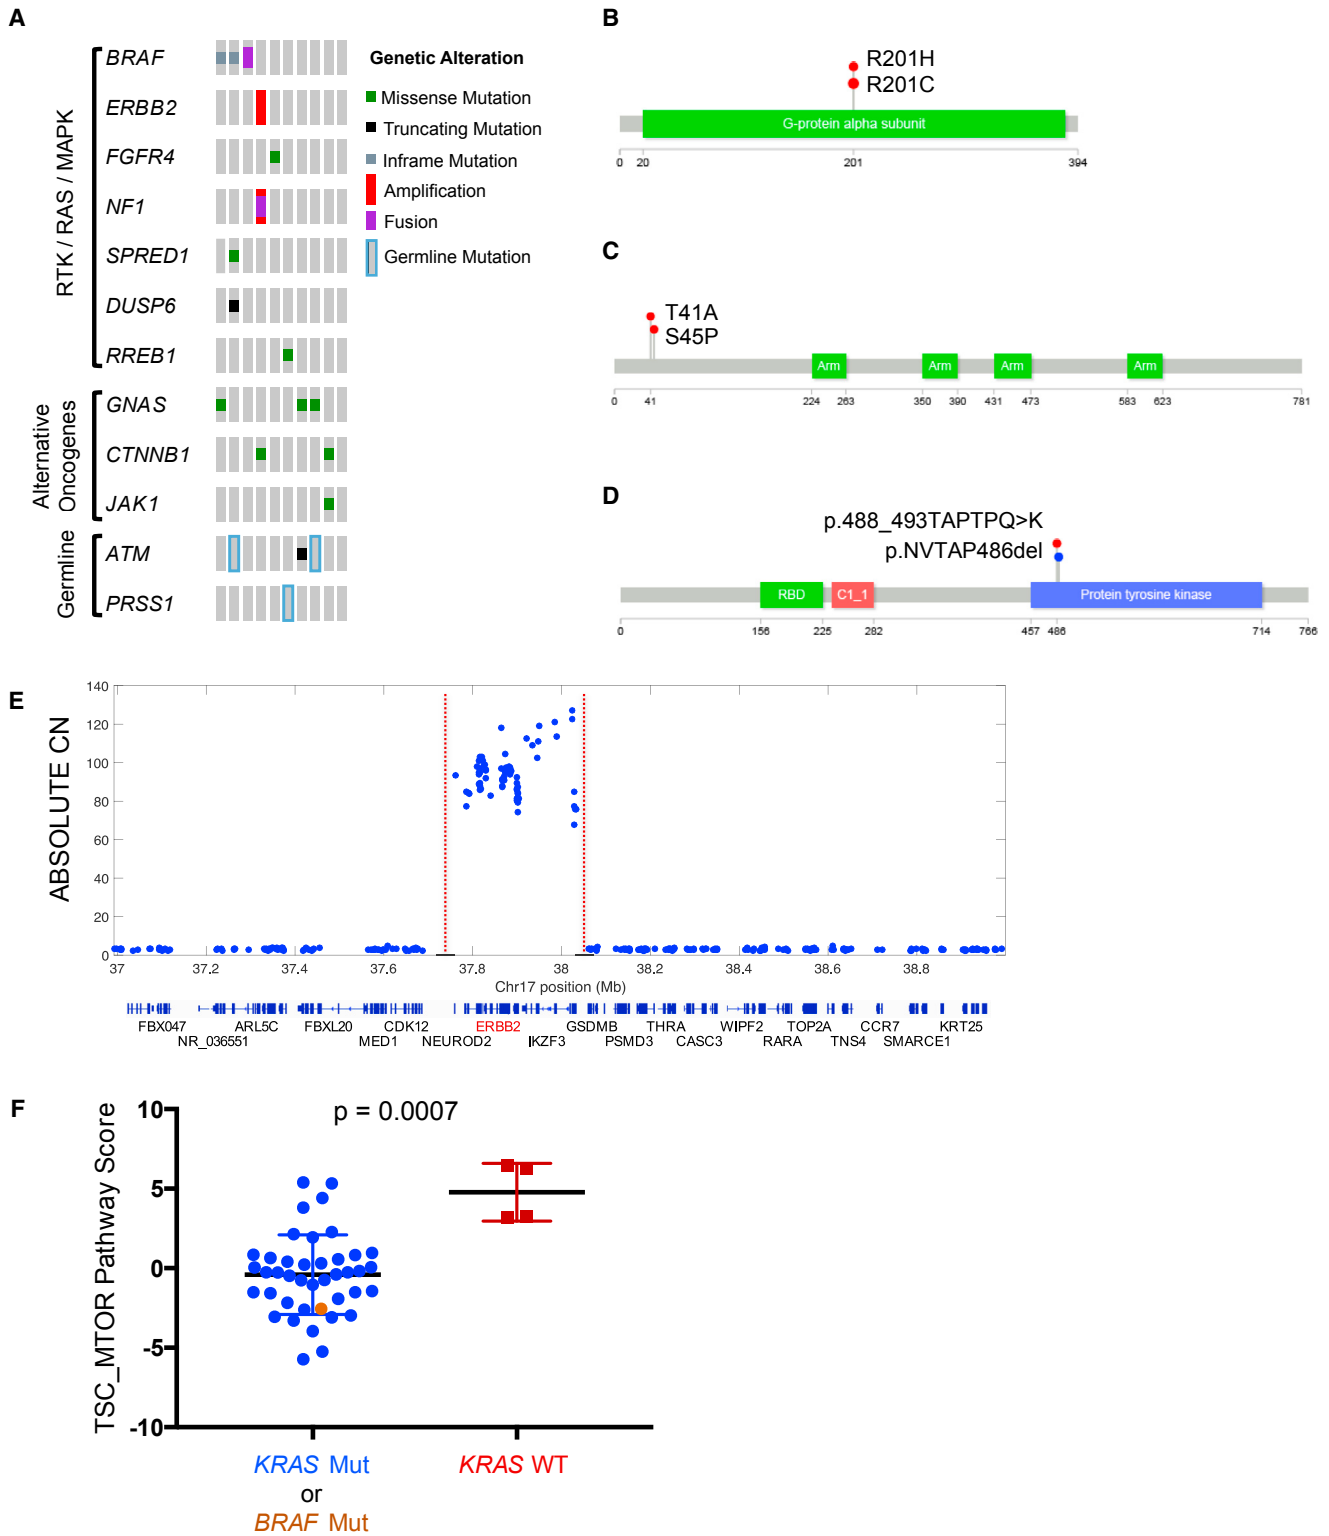 A
RTK / RAS / MAPK
BRAF
ERBB2
FGFR4
NF1
SPRED1
DUSP6
RREB1
Alternative
Oncogenes
GNAS
CTNNB1
JAK1
Germline
ATM
PRSS1
Genetic Alteration
Missense Mutation
Truncating Mutation
Inframe Mutation
Amplification
Fusion
Germline Mutation
B
R201H
R201C
G-protein alpha subunit
0 20 201 394
C
T41A
S45P
Arm Arm Arm Arm
0 41 224 263 350 390 431 473 583 623 781
D
p.488_493TAPTPQ>K
p.NVTAP486del
RBD C1_1 Protein tyrosine kinase
0 156 225 282 457 486 714 766
E
ABSOLUTE CN
140
120
100
80
60
40
20
0
37 37.2 37.4 37.6 37.8 38 38.2 38.4 38.6 38.8
Chr17 position (Mb)
FBX047 ARL5C FBXL20 CDK12 ERBB2 GSDMB THRA WIPF2 TOP2A CCR7 KRT25
NR_036551 MED1 NEUROD2 IKZF3 PSMD3 CASC3 RARA TNS4 SMARCE1
F
TSC_MTOR Pathway Score
p = 0.0007
10
5
0
-5
-10
KRAS Mut
or
BRAF Mut
KRAS WT